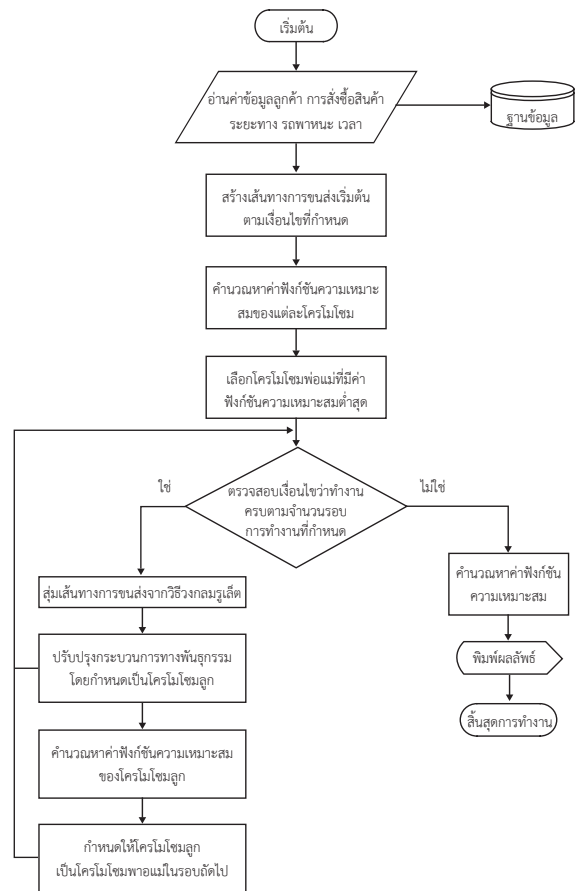 เริ่มต้น
อ่านค่าข้อมูลลูกค้า การสั่งซื้อสินค้า
ระยะทาง รถพาหนะ เวลา
ฐานข้อมูล
สร้างเส้นทางการขนส่งเริ่มต้น
ตามเงื่อนไขที่กำหนด
คำนวณหาค่าฟังก์ชันความเหมาะ
สมของแต่ละโครโมโซม
เลือกโครโมโซมพ่อแม่ที่มีค่า
ฟังก์ชันความเหมาะสมต่ำสุด
ใช่
ตรวจสอบเงื่อนไขว่าทำงาน
ครบตามจำนวนรอบ
การทำงานที่กำหนด
ไม่ใช่
สุ่มเส้นทางการขนส่งจากวิธีวงกลมรูเล็ต
ปรับปรุงกระบวนการทางพันธุกรรม
โดยกำหนดเป็นโครโมโซมลูก
คำนวณหาค่าฟังก์ชันความเหมาะสม
ของโครโมโซมลูก
กำหนดให้โครโมโซมลูก
เป็นโครโมโซมพาอแม่ในรอบถัดไป
คำนวณหาค่าฟังก์ชัน
ความเหมาะสม
พิมพ์ผลลัพธ์
สิ้นสุดการทำงาน